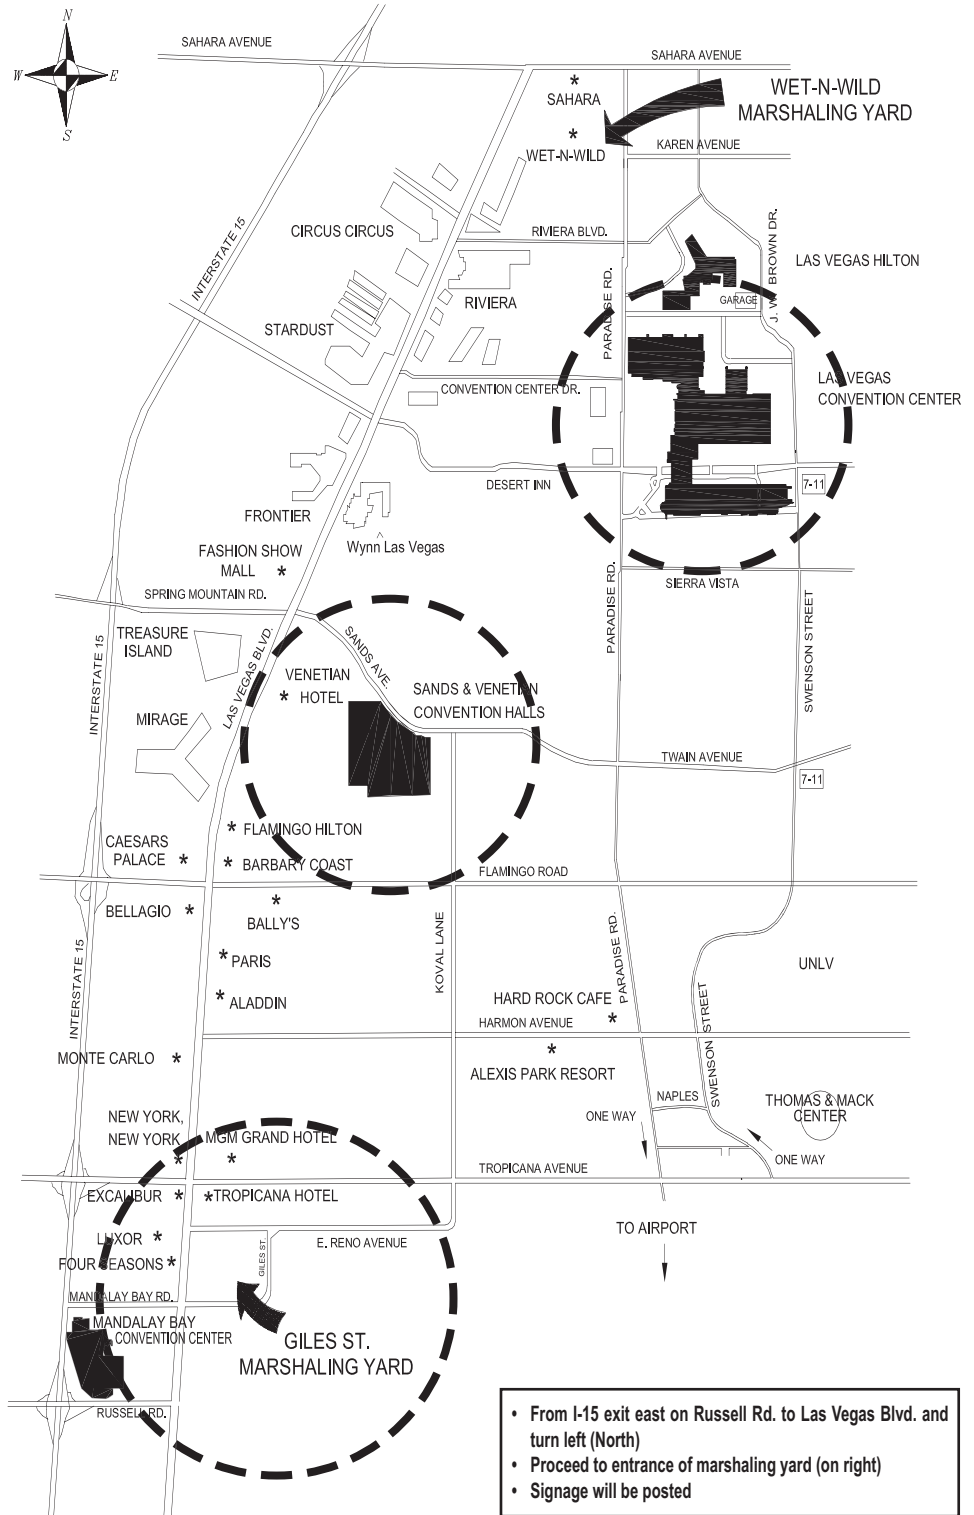 N
W
E
S
SAHARA AVENUE
SAHARA AVENUE
SAHARA
WET-N-WILD
MARSHALING YARD
WET-N-WILD
KAREN AVENUE
CIRCUS CIRCUS
RIVIERA BLVD.
J. W. BROWN DR.
LAS VEGAS HILTON
INTERSTATE 15
RIVIERA
GARAGE
STARDUST
PARADISE RD.
CONVENTION CENTER DR.
LAS VEGAS
CONVENTION CENTER
DESERT INN
7-11
FRONTIER
Wynn Las Vegas
FASHION SHOW
MALL
SPRING MOUNTAIN RD.
SIERRA VISTA
PARADISE RD.
SWENSON STREET
TREASURE
ISLAND
INTERSTATE 15
LAS VEGAS BLVD.
SANDS AVE.
VENETIAN
HOTEL
SANDS & VENETIAN
CONVENTION HALLS
MIRAGE
TWAIN AVENUE
7-11
FLAMINGO HILTON
CAESARS
PALACE
BARBARY COAST
FLAMINGO ROAD
BELLAGIO
BALLY'S
KOVAL LANE
PARADISE RD.
INTERSTATE 15
PARIS
UNLV
ALADDIN
HARD ROCK CAFE
HARMON AVENUE
SWENSON STREET
MONTE CARLO
ALEXIS PARK RESORT
NAPLES
THOMAS & MACK
CENTER
NEW YORK,
NEW YORK
MGM GRAND HOTEL
ONE WAY
ONE WAY
TROPICANA AVENUE
EXCALIBUR
TROPICANA HOTEL
TO AIRPORT
LUXOR
E. RENO AVENUE
GILES ST.
FOUR SEASONS
MANDALAY BAY RD.
MANDALAY BAY
CONVENTION CENTER
GILES ST.
MARSHALING YARD
RUSSELL RD.
• From I-15 exit east on Russell Rd. to Las Vegas Blvd. and
turn left (North)
• Proceed to entrance of marshaling yard (on right)
• Signage will be posted